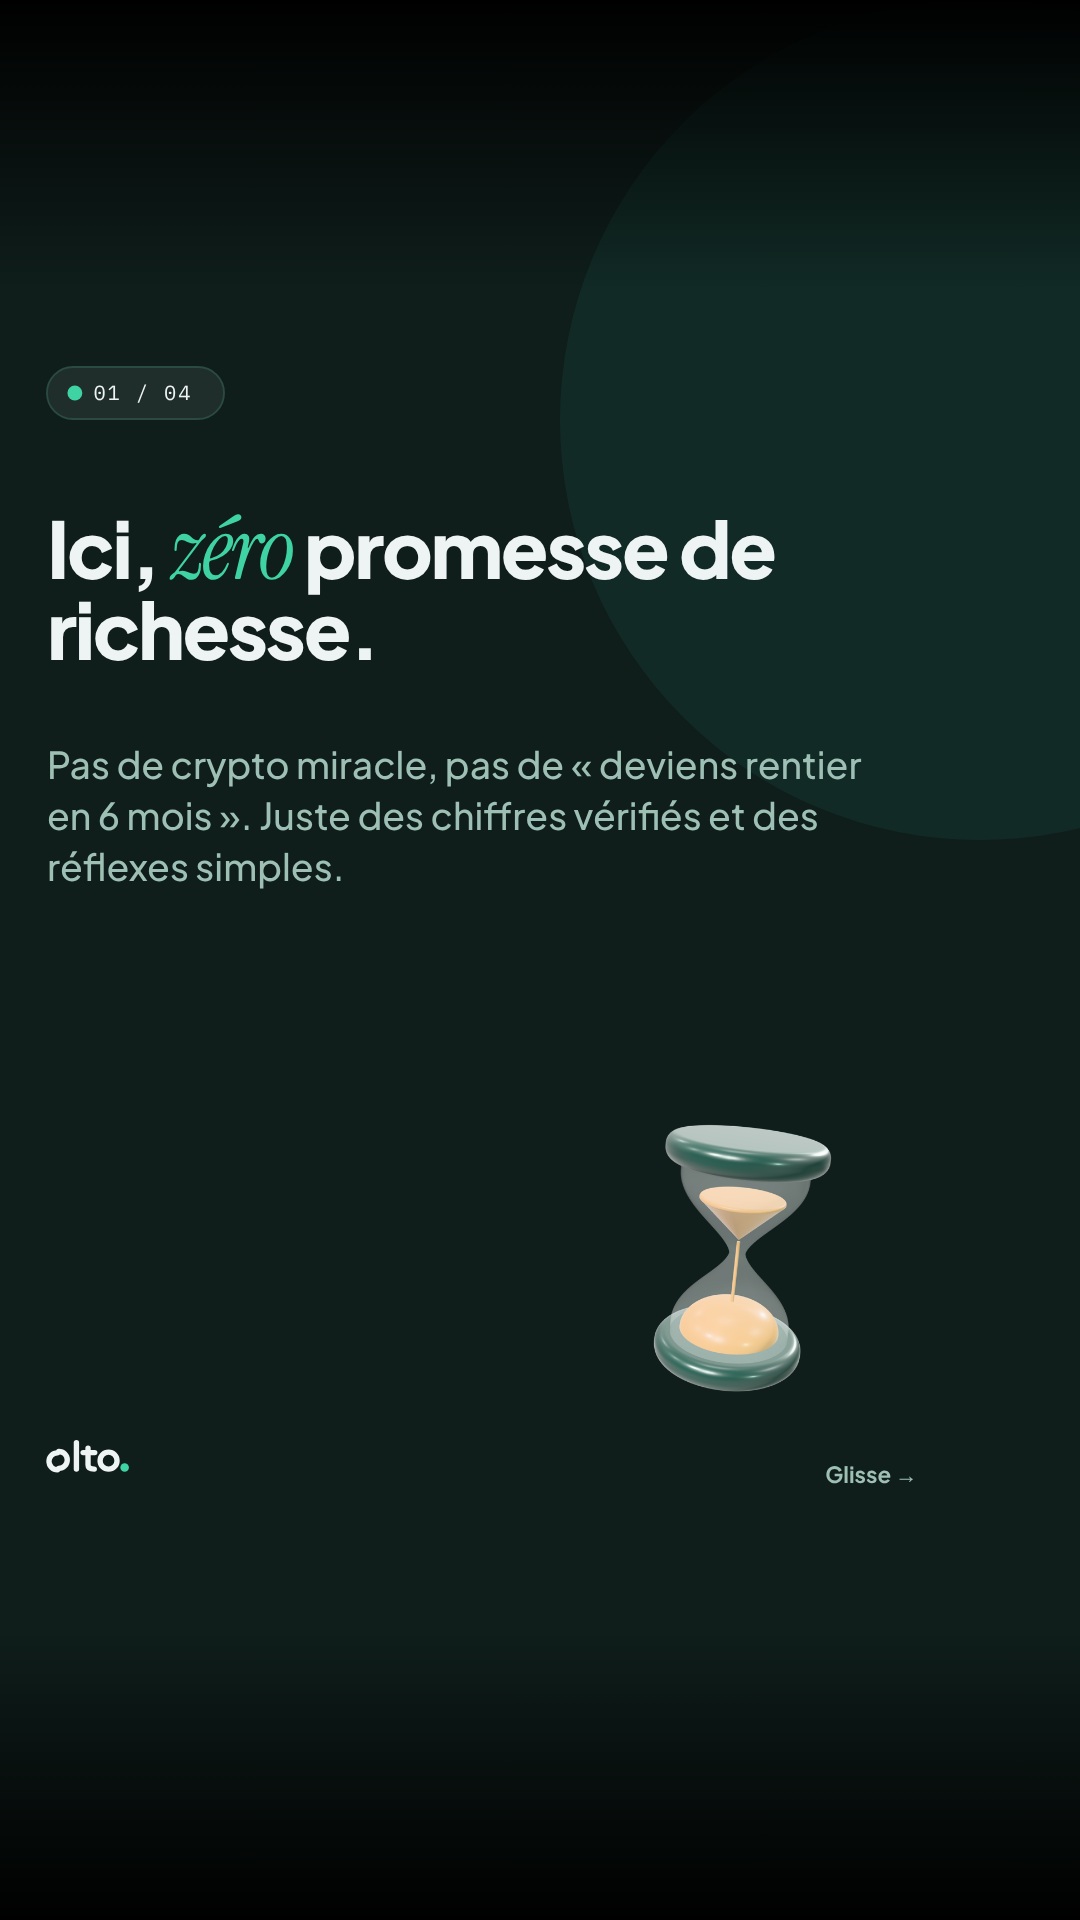 01 / 04
Ici, zéro promesse de
richesse.
Pas de crypto miracle, pas de « deviens rentier
en 6 mois ». Juste des chiffres vérifiés et des
réflexes simples.
olto.
Glisse →